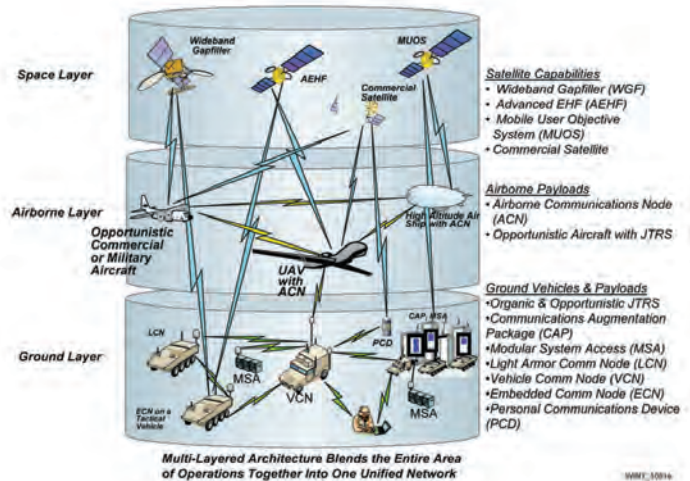 Wideband
Gapfiller
MUOS
Space Layer
AEHF
Commercial
Satellite
Satellite Capabilities
• Wideband Gapfiller (WGF)
• Advanced EHF (AEHF)
• Mobile User Objective
System (MUOS)
• Commercial Satellite
Airborne Layer
Opportunistic
Commercial
or Military
Aircraft
High Altitude Air
Ship with ACN
UAV
with
ACN
Airborne Payloads
• Airborne Communications Node
(ACN)
• Opportunistic Aircraft with JTRS
Ground Layer
LCN
MSA
ECN on a
Tactical
Vehicle
VCN
PCD
CAP, MSA
MSA
Ground Vehicles & Payloads
•Organic & Opportunistic JTRS
•Communications Augmentation
Package (CAP)
•Modular System Access (MSA)
•Light Armor Comm Node (LCN)
•Vehicle Comm Node (VCN)
•Embedded Comm Node (ECN)
•Personal Communications Device
(PCD)
Multi-Layered Architecture Blends the Entire Area
of Operations Together Into One Unified Network